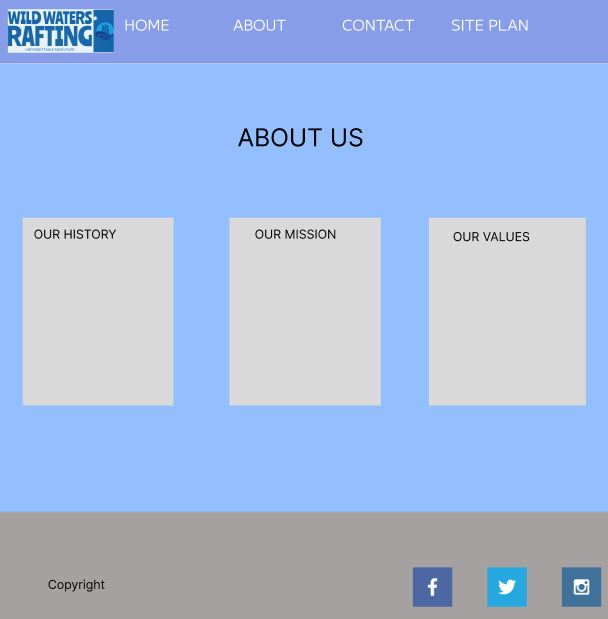 WILD WATERS
RAFTING
UNFORGETTABLE ADVENTURE
HOME ABOUT CONTACT SITE PLAN
ABOUT US
OUR HISTORY
OUR MISSION
OUR VALUES
Copyright